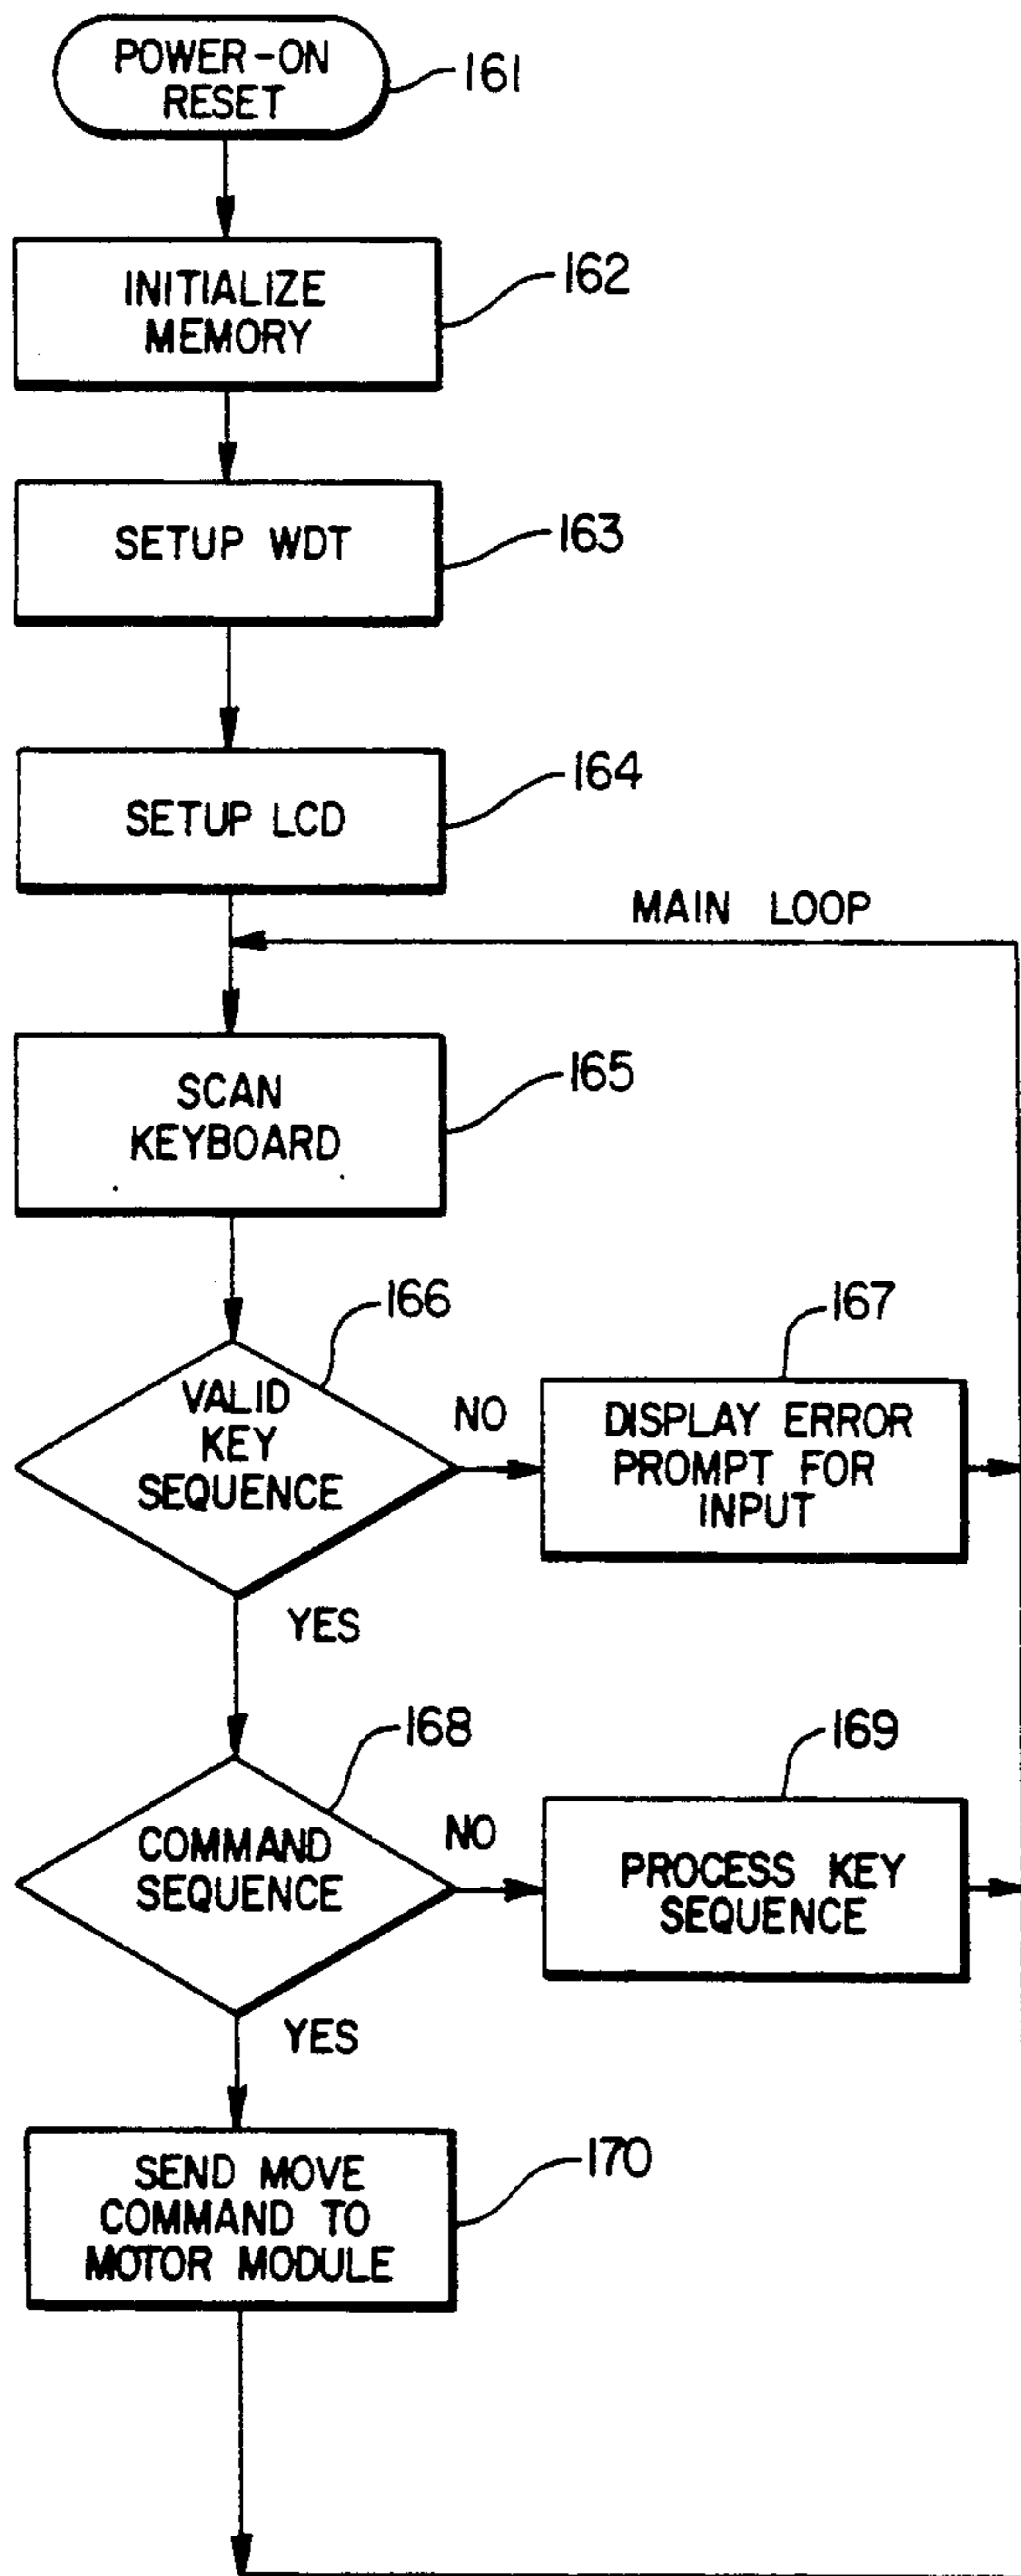 POWER-ON
RESET
161
INITIALIZE
MEMORY
162
SETUP WDT
163
SETUP LCD
164
MAIN LOOP
SCAN
KEYBOARD
165
166
VALID
KEY
SEQUENCE
NO
167
DISPLAY ERROR
PROMPT FOR
INPUT
YES
168
COMMAND
SEQUENCE
NO
169
PROCESS KEY
SEQUENCE
YES
SEND MOVE
COMMAND TO
MOTOR MODULE
170